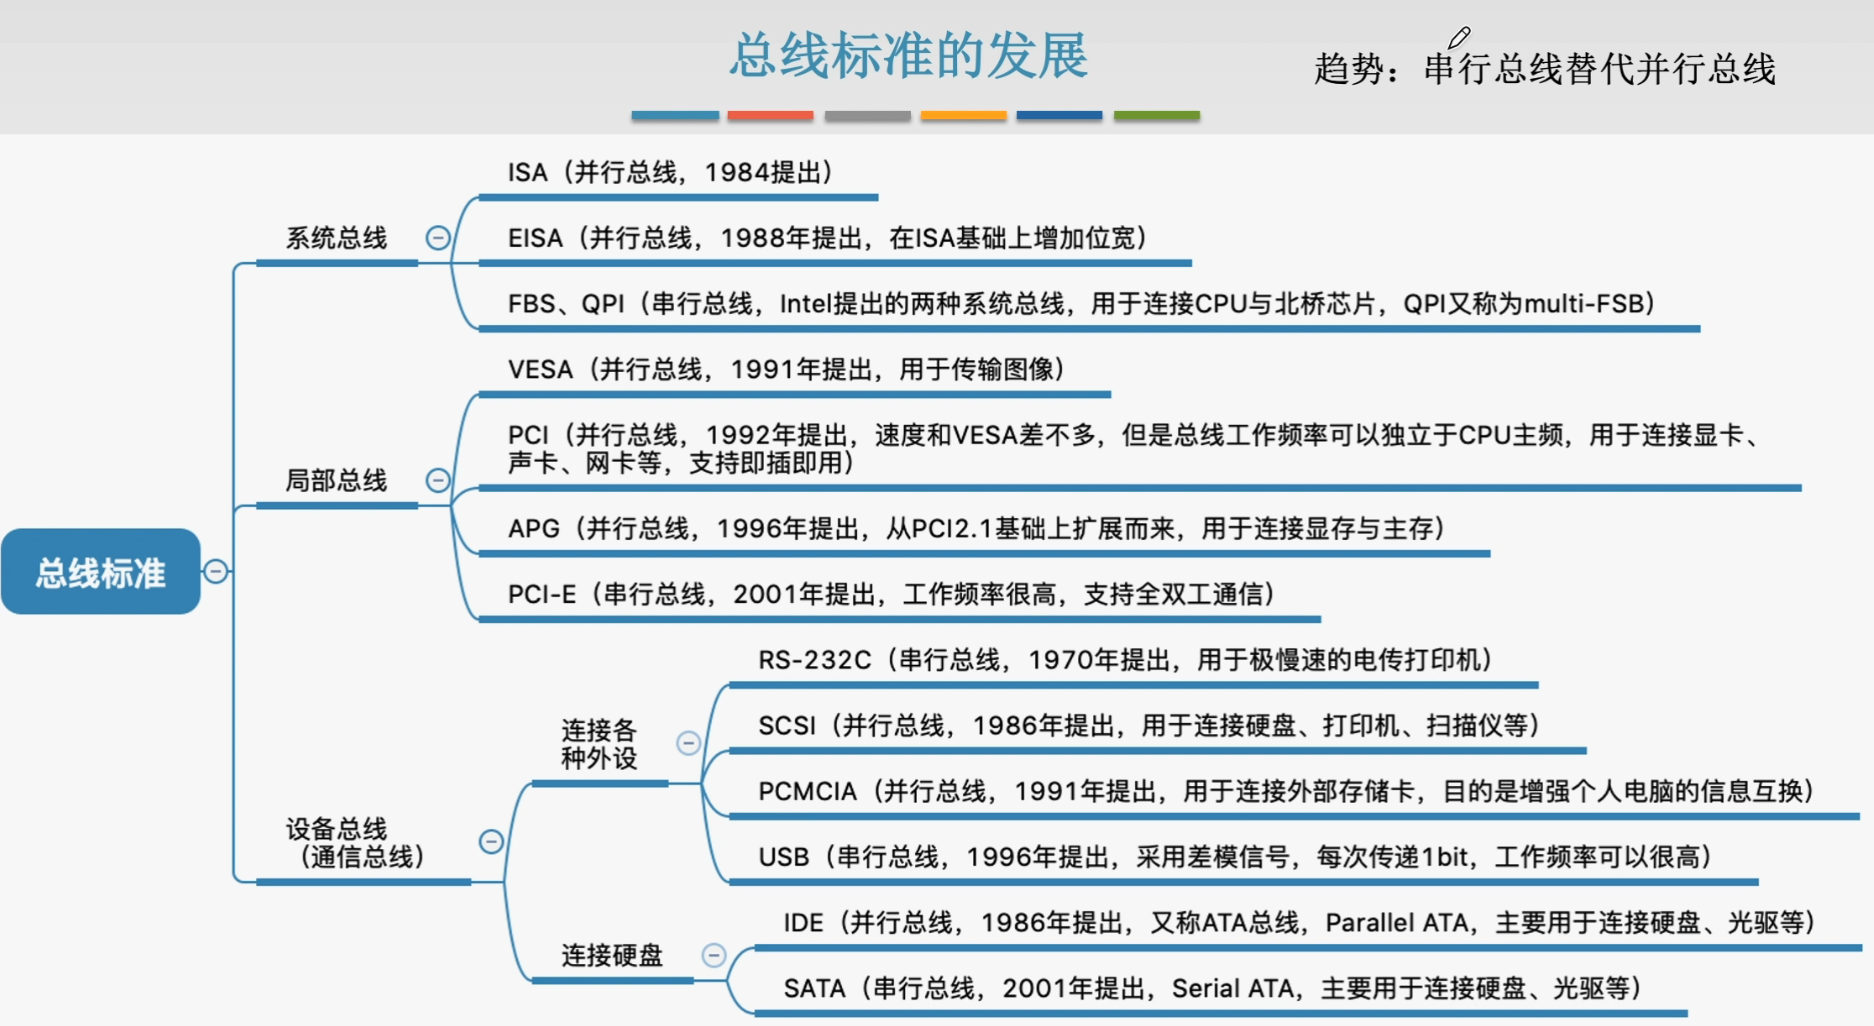 总线标准的发展
趋势：串行总线替代并行总线
总线标准
系统总线
ISA（并行总线，1984提出）
EISA（并行总线，1988年提出，在ISA基础上增加位宽）
FBS、QPI（串行总线，Intel提出的两种系统总线，用于连接CPU与北桥芯片，QPI又称为multi-FSB）
局部总线
VESA（并行总线，1991年提出，用于传输图像）
PCI（并行总线，1992年提出，速度和VESA差不多，但是总线工作频率可以独立于CPU主频，用于连接显卡、
声卡、网卡等，支持即插即用）
APG（并行总线，1996年提出，从PCI2.1基础上扩展而来，用于连接显存与主存）
PCI-E（串行总线，2001年提出，工作频率很高，支持全双工通信）
设备总线
（通信总线）
连接各
种外设
RS-232C（串行总线，1970年提出，用于极慢速的电传打印机）
SCSI（并行总线，1986年提出，用于连接硬盘、打印机、扫描仪等）
PCMCIA（并行总线，1991年提出，用于连接外部存储卡，目的是增强个人电脑的信息互换）
USB（串行总线，1996年提出，采用差模信号，每次传递1bit，工作频率可以很高）
连接硬盘
IDE（并行总线，1986年提出，又称ATA总线，Parallel ATA，主要用于连接硬盘、光驱等）
SATA（串行总线，2001年提出，Serial ATA，主要用于连接硬盘、光驱等）